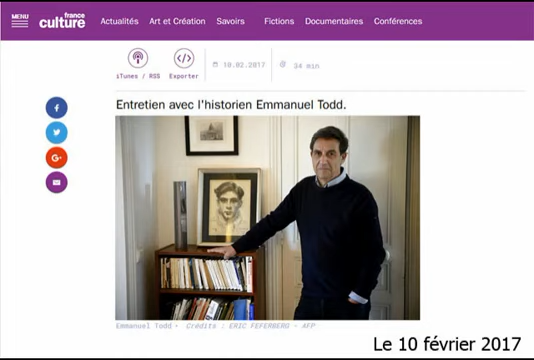 MENU
france
culture
Actualités Art et Création Savoirs Fictions Documentaires Conférences
iTunes / RSS Exporter 10.02.2017 34 min
Entretien avec l'historien Emmanuel Todd.
Emmanuel Todd • Crédits : ERIC FEFERBERG - AFP
Le 10 février 2017